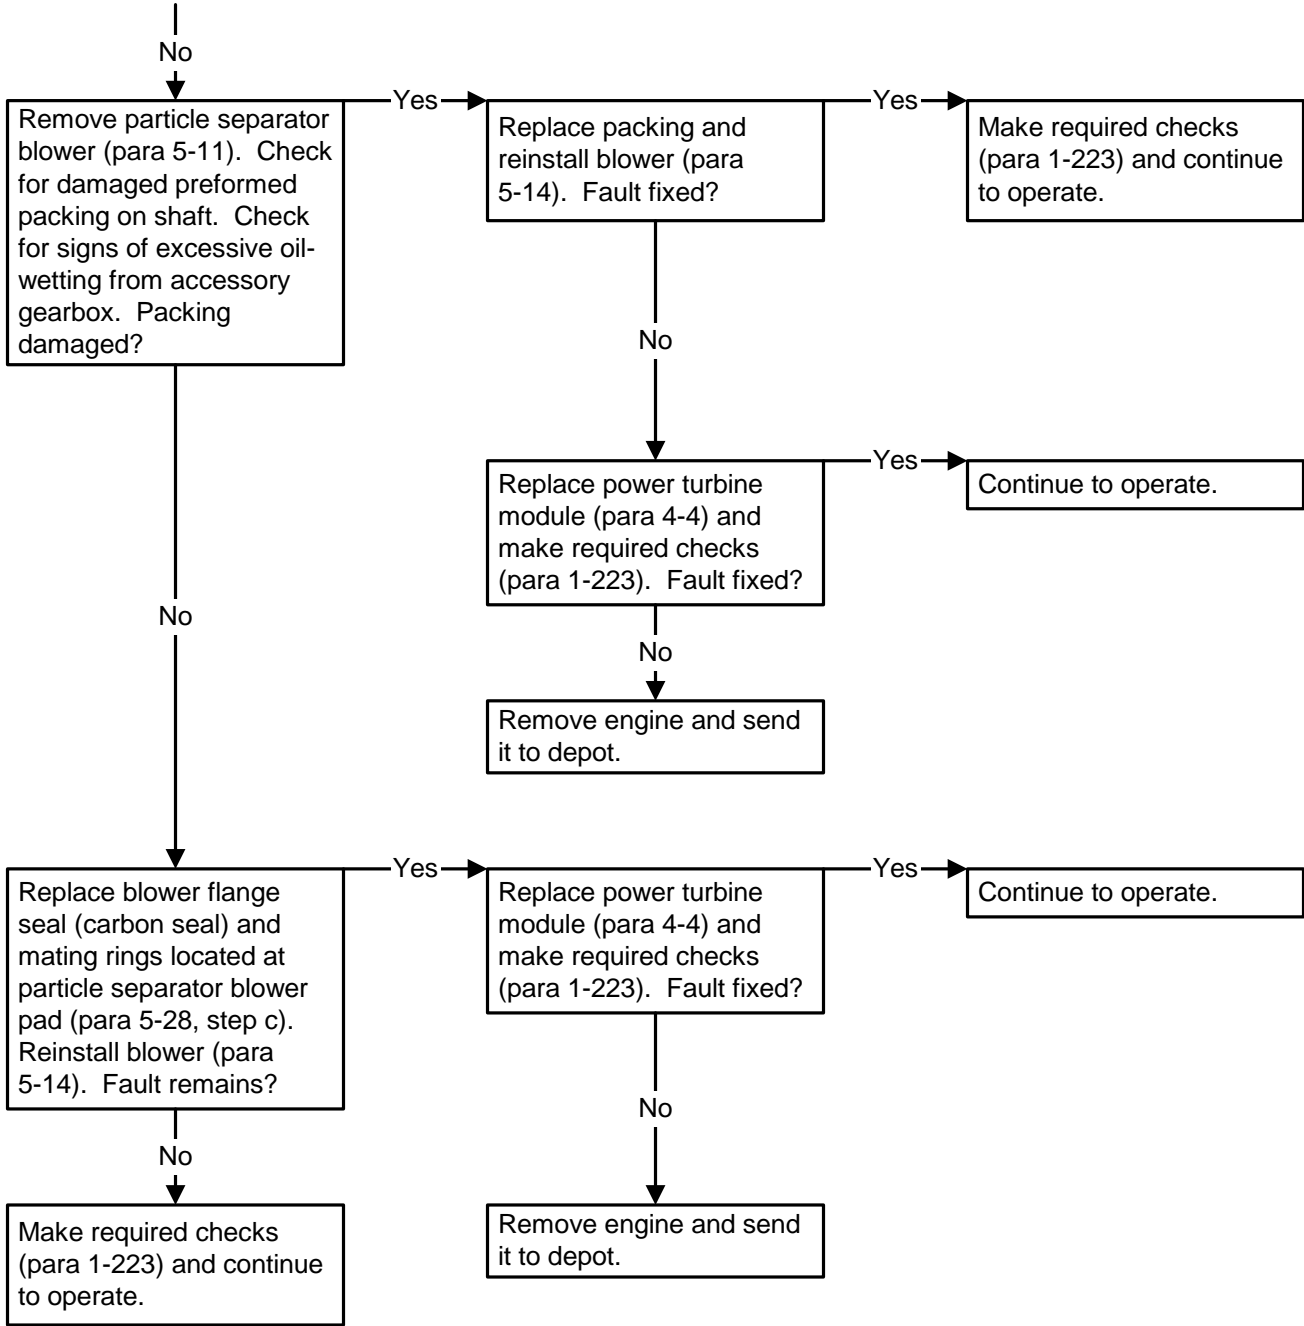 No
Remove particle separator
blower (para 5-11).  Check
for damaged preformed
packing on shaft.  Check
for signs of excessive oil-
wetting from accessory
gearbox.  Packing
damaged?
Yes
Replace packing and
reinstall blower (para
5-14).  Fault fixed?
Yes
Make required checks
(para 1-223) and continue
to operate.
No
Replace power turbine
module (para 4-4) and
make required checks
(para 1-223).  Fault fixed?
Yes
Continue to operate.
No
Remove engine and send
it to depot.
No
Replace blower flange
seal (carbon seal) and
mating rings located at
particle separator blower
pad (para 5-28, step c).
Reinstall blower (para
5-14).  Fault remains?
Yes
Replace power turbine
module (para 4-4) and
make required checks
(para 1-223).  Fault fixed?
Yes
Continue to operate.
No
Make required checks
(para 1-223) and continue
to operate.
No
Remove engine and send
it to depot.